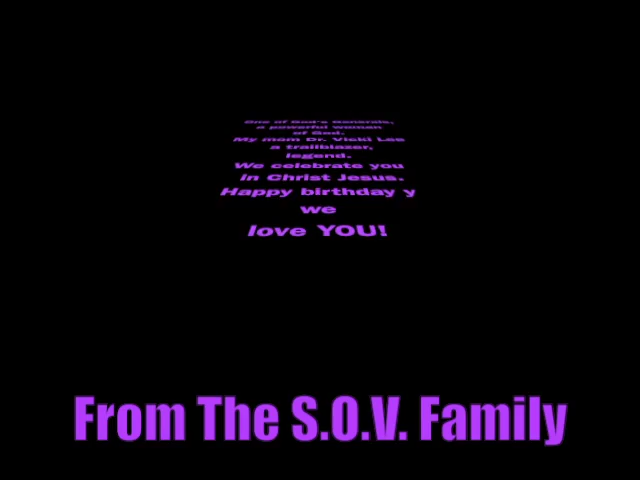 One of God's Generals,
a powerful woman
of God.
My mom Dr. Vicki Lee
a trailblazer,
legend.
We celebrate you
in Christ Jesus.
Happy birthday y
we
love YOU!
From The S.O.V. Family